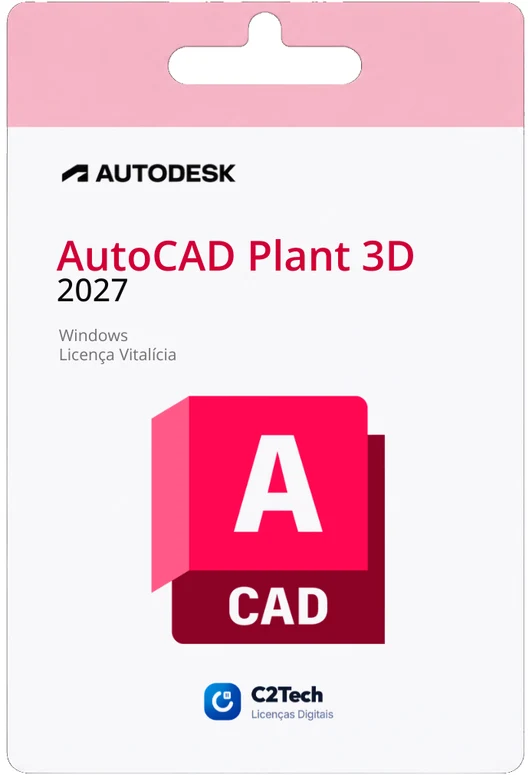 AUTODESK
AutoCAD Plant 3D
2027
Windows
Licença Vitalícia
A
CAD
C2Tech
Licenças Digitais